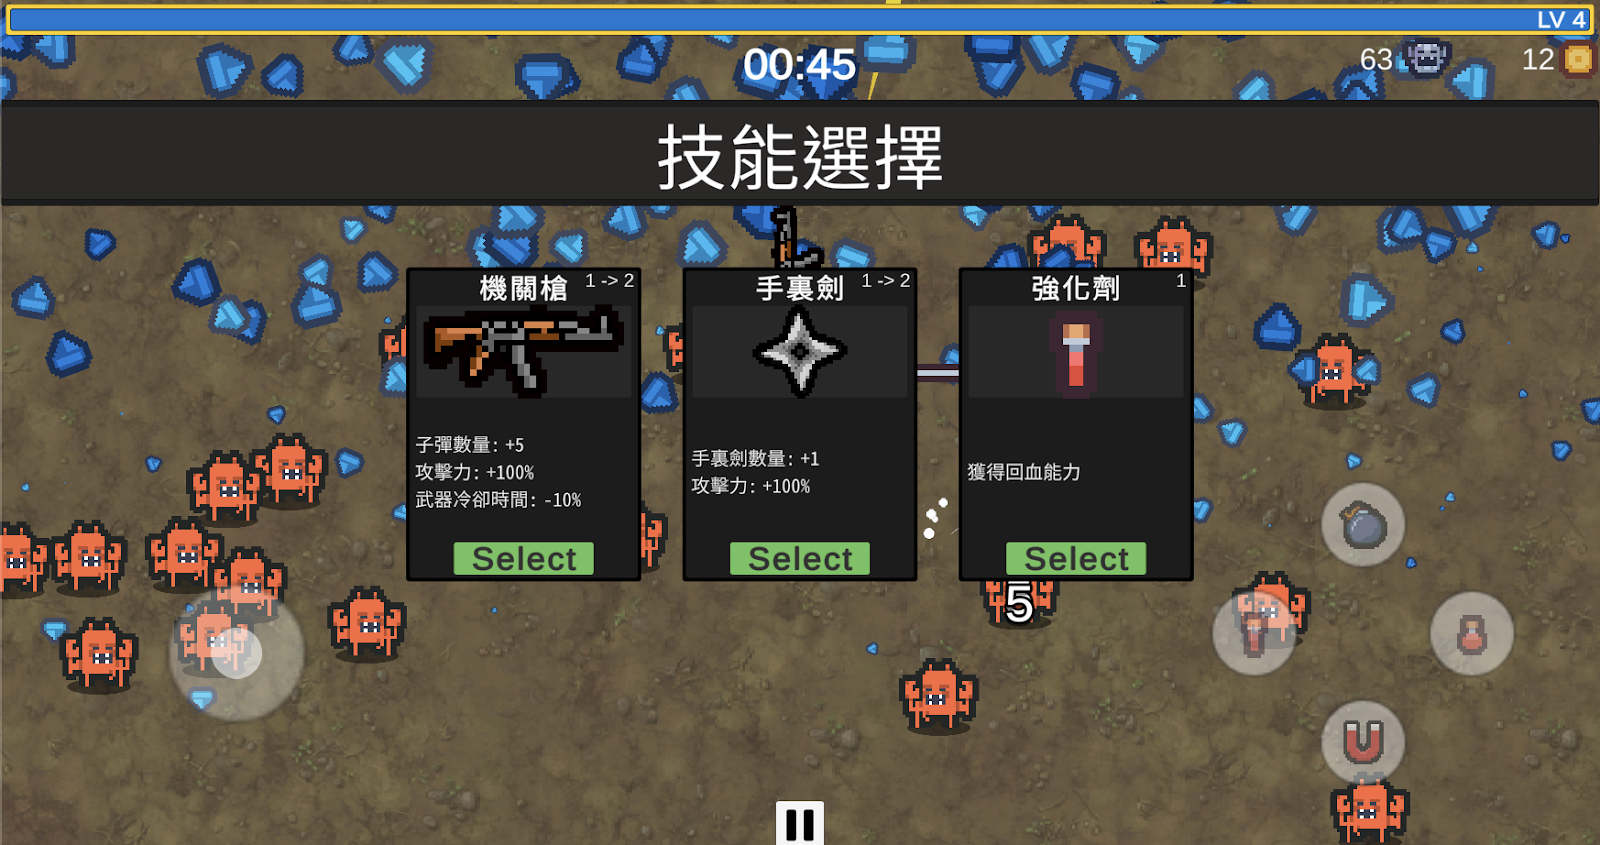 LV 4
00:45
63
12
技能選擇
機關槍 1 -> 2
子彈數量: +5
攻擊力: +100%
武器冷卻時間: -10%
Select
手裏劍 1 -> 2
手裏劍數量: +1
攻擊力: +100%
Select
強化劑 1
獲得回血能力
Select
5